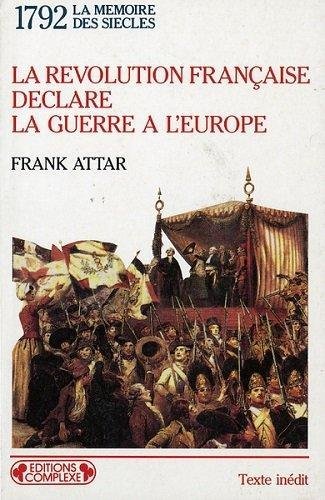 1792 LA MEMOIRE
DES SIECLES
LA REVOLUTION FRANÇAISE
DECLARE
LA GUERRE A L'EUROPE
FRANK ATTAR
EDITIONS
COMPLEXE
Texte inédit